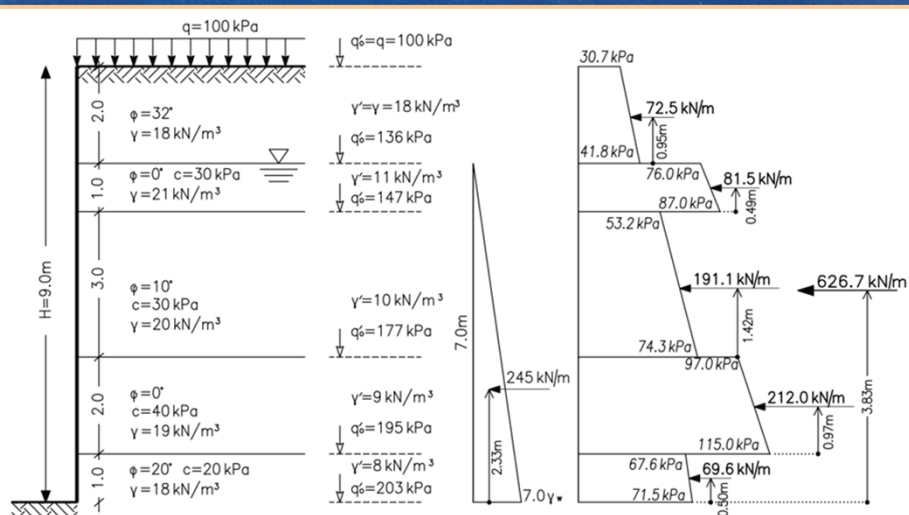 q=100 kPa
q'₀=q=100 kPa
30.7 kPa
2.0
φ=32°
γ=18 kN/m³
γ'=γ=18 kN/m³
q'₀=136 kPa
72.5 kN/m
0.95m
41.8 kPa
1.0
φ=0° c=30 kPa
γ=21 kN/m³
γ'=11 kN/m³
q'₀=147 kPa
76.0 kPa
81.5 kN/m
0.49m
87.0 kPa
53.2 kPa
H=9.0m
3.0
φ=10°
c=30 kPa
γ=20 kN/m³
γ'=10 kN/m³
q'₀=177 kPa
7.0m
191.1 kN/m
1.42m
626.7 kN/m
3.83m
74.3 kPa
97.0 kPa
2.0
φ=0°
c=40 kPa
γ=19 kN/m³
γ'=9 kN/m³
q'₀=195 kPa
245 kN/m
2.33m
212.0 kN/m
0.97m
115.0 kPa
1.0
φ=20° c=20 kPa
γ=18 kN/m³
γ'=8 kN/m³
q'₀=203 kPa
7.0 γw
67.6 kPa
69.6 kN/m
0.50m
71.5 kPa